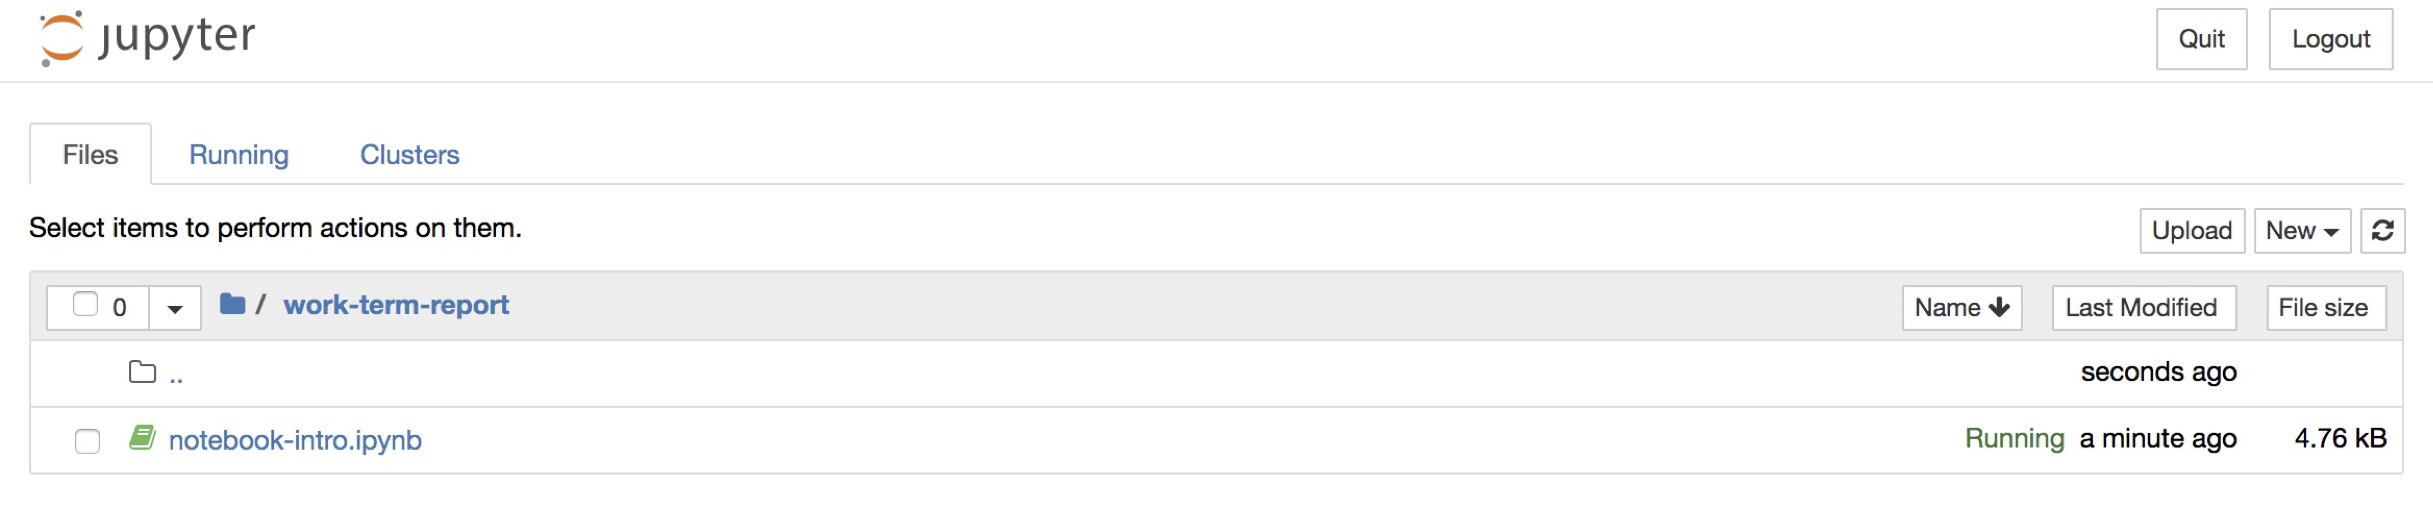 jupyter Quit Logout
Files Running Clusters
Select items to perform actions on them. Upload New
0 / work-term-report Name Last Modified File size
.. seconds ago
notebook-intro.ipynb Running a minute ago 4.76 kB